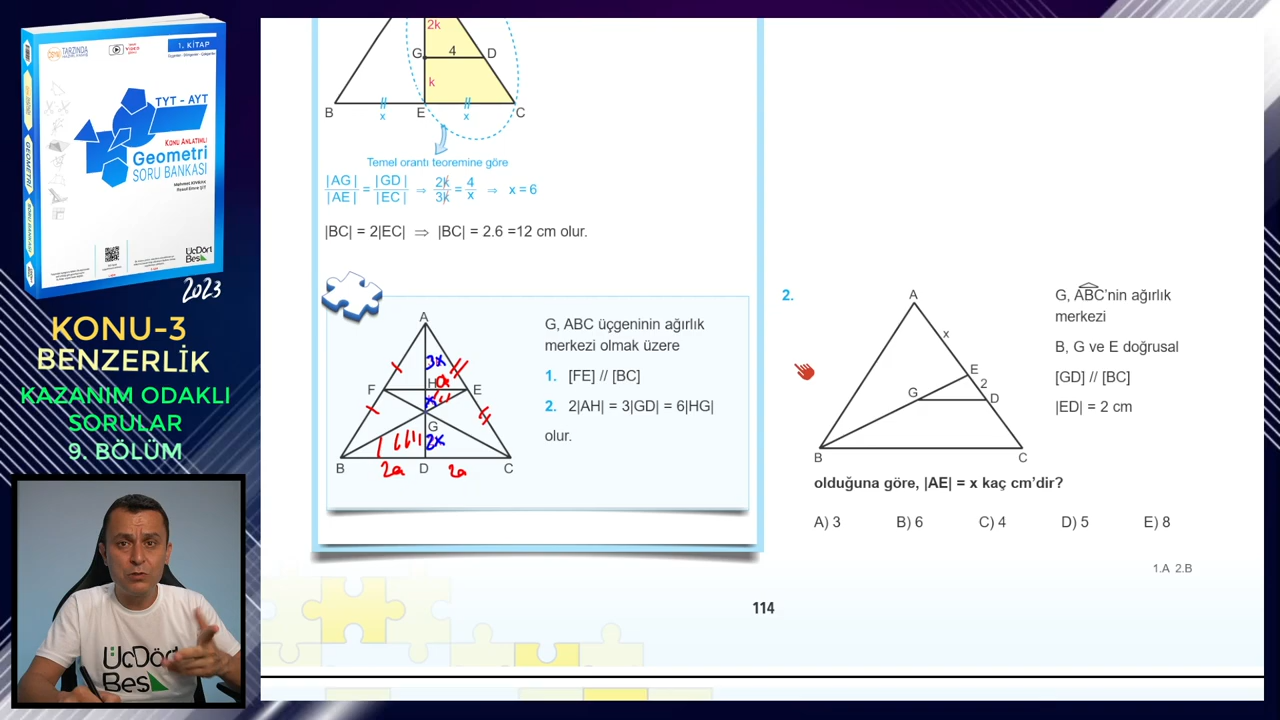 TARZINDA
1. KİTAP
TYT - AYT
KONU ANLATIMLI
Geometri
SORU BANKASI
ÜçDört
Beş
2023
KONU-3
BENZERLİK
KAZANIM ODAKLI
SORULAR
9. BÖLÜM
ÜçDört
Beş
2k
G 4 D
k
B E C
x x
Temel orantı teoremine göre
|AG| / |AE| = |GD| / |EC| ⇒ 2k / 3k = 4 / x ⇒ x = 6
|BC| = 2|EC| ⇒ |BC| = 2.6 =12 cm olur.
A
3x
F H a E
x
G
2x
B D C
2a 2a
G, ABC üçgeninin ağırlık
merkezi olmak üzere
1. [FE] // [BC]
2. 2|AH| = 3|GD| = 6|HG|
olur.
2.
A
x
E
2
G D
B C
G, ABC'nin ağırlık
merkezi
B, G ve E doğrusal
[GD] // [BC]
|ED| = 2 cm
olduğuna göre, |AE| = x kaç cm'dir?
A) 3 B) 6 C) 4 D) 5 E) 8
1.A 2.B
114